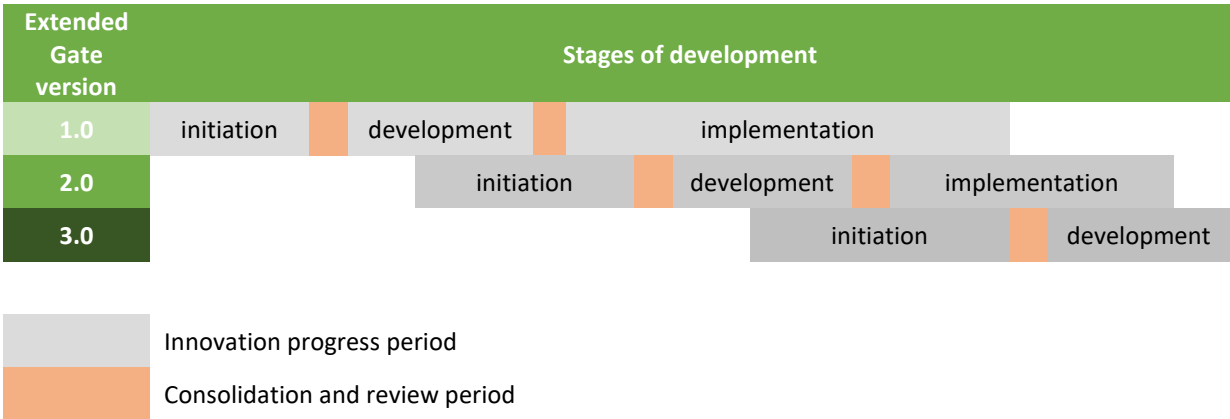 Extended
Gate
version
Stages of development
1.0 initiation development implementation
2.0 initiation development implementation
3.0 initiation development
Innovation progress period
Consolidation and review period